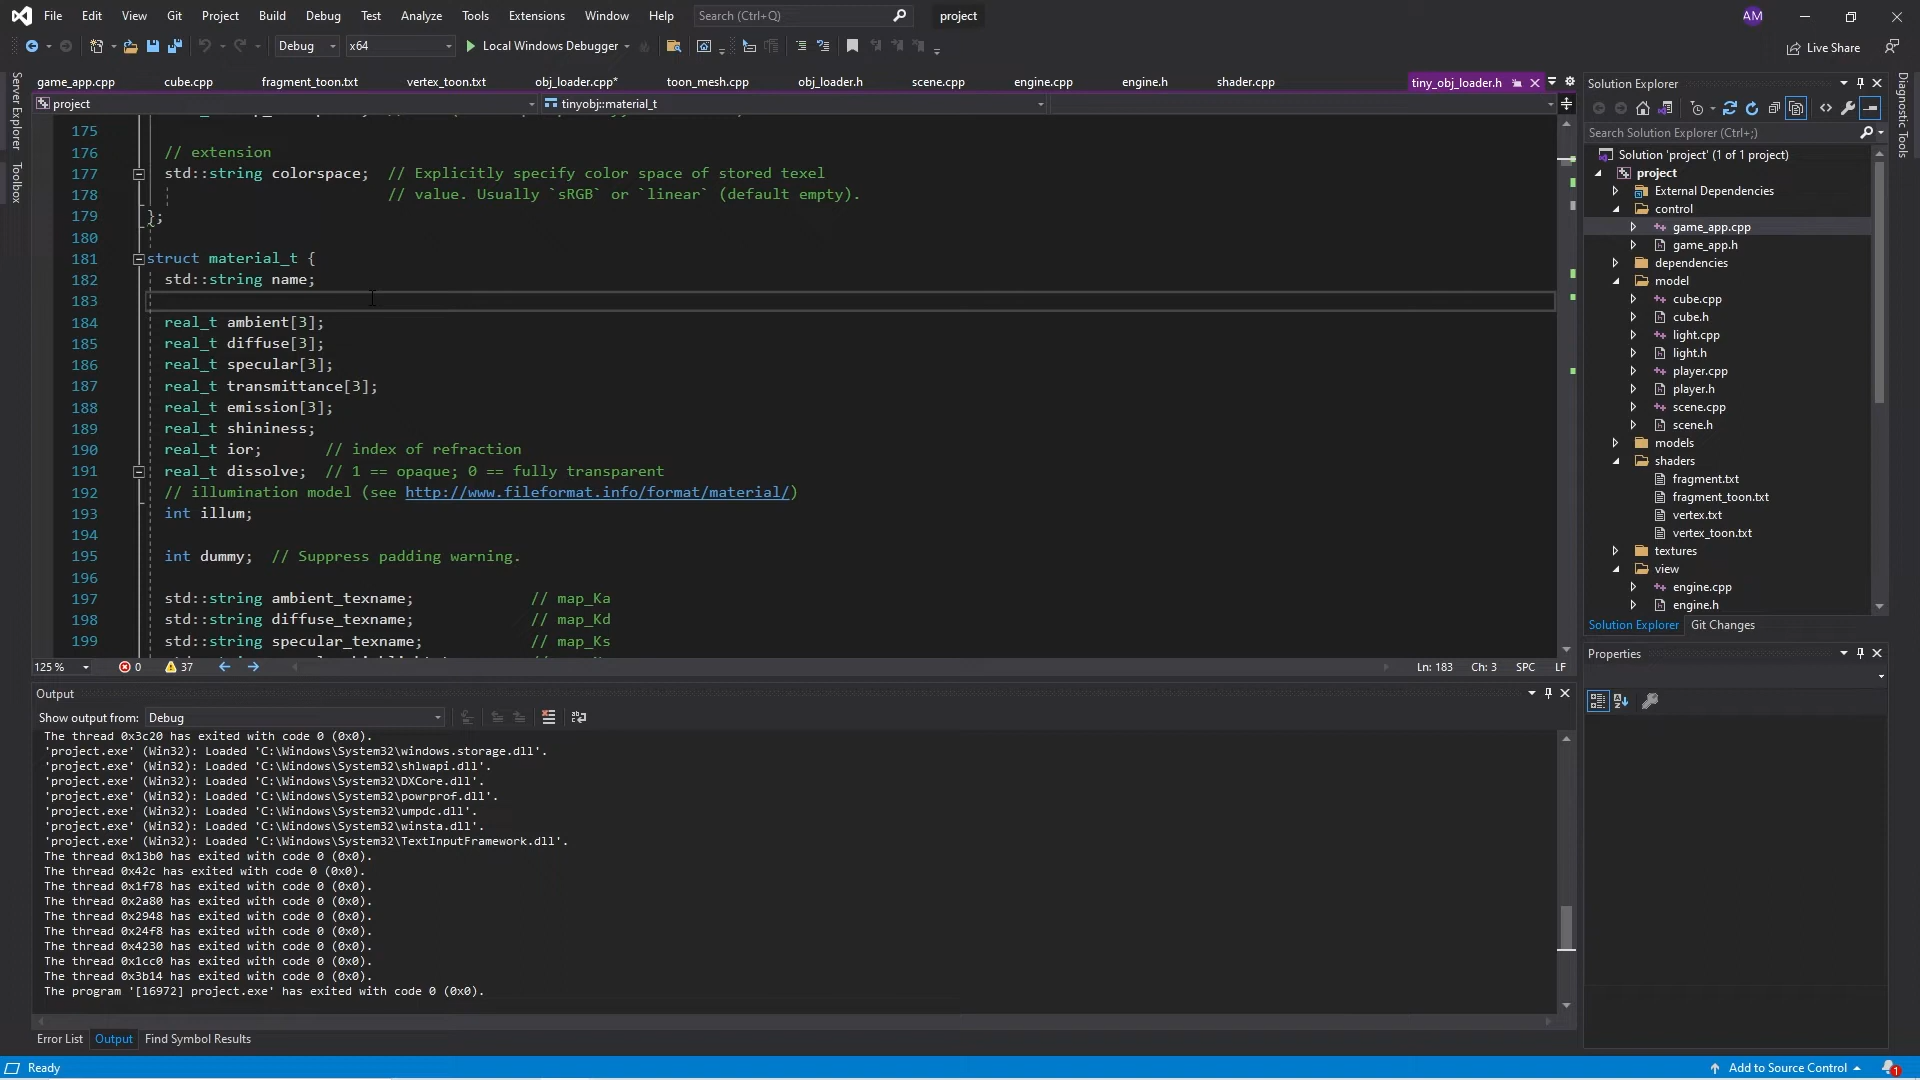 File Edit View Git Project Build Debug Test Analyze Tools Extensions Window Help Search (Ctrl+Q) project AM
Debug x64 Local Windows Debugger Live Share
game_app.cpp cube.cpp fragment_toon.txt vertex_toon.txt obj_loader.cpp* toon_mesh.cpp obj_loader.h scene.cpp engine.cpp engine.h shader.cpp tiny_obj_loader.h
project tinyobj::material_t
Server Explorer
Toolbox
175
176 // extension
177 std::string colorspace; // Explicitly specify color space of stored texel
178 // value. Usually `sRGB` or `linear` (default empty).
179 };
180
181 struct material_t {
182 std::string name;
183
184 real_t ambient[3];
185 real_t diffuse[3];
186 real_t specular[3];
187 real_t transmittance[3];
188 real_t emission[3];
189 real_t shininess;
190 real_t ior; // index of refraction
191 real_t dissolve; // 1 == opaque; 0 == fully transparent
192 // illumination model (see http://www.fileformat.info/format/material/)
193 int illum;
194
195 int dummy; // Suppress padding warning.
196
197 std::string ambient_texname; // map_Ka
198 std::string diffuse_texname; // map_Kd
199 std::string specular_texname; // map_Ks
125 % 0 37 Ln: 183 Ch: 3 SPC LF
Output
Show output from: Debug
The thread 0x3c20 has exited with code 0 (0x0).
'project.exe' (Win32): Loaded 'C:\Windows\System32\windows.storage.dll'.
'project.exe' (Win32): Loaded 'C:\Windows\System32\shlwapi.dll'.
'project.exe' (Win32): Loaded 'C:\Windows\System32\DXCore.dll'.
'project.exe' (Win32): Loaded 'C:\Windows\System32\powrprof.dll'.
'project.exe' (Win32): Loaded 'C:\Windows\System32\umpdc.dll'.
'project.exe' (Win32): Loaded 'C:\Windows\System32\winsta.dll'.
'project.exe' (Win32): Loaded 'C:\Windows\System32\TextInputFramework.dll'.
The thread 0x13b0 has exited with code 0 (0x0).
The thread 0x42c has exited with code 0 (0x0).
The thread 0x1f78 has exited with code 0 (0x0).
The thread 0x2a80 has exited with code 0 (0x0).
The thread 0x2948 has exited with code 0 (0x0).
The thread 0x24f8 has exited with code 0 (0x0).
The thread 0x4230 has exited with code 0 (0x0).
The thread 0x1cc0 has exited with code 0 (0x0).
The thread 0x3b14 has exited with code 0 (0x0).
The program '[16972] project.exe' has exited with code 0 (0x0).
Error List Output Find Symbol Results
Solution Explorer
Search Solution Explorer (Ctrl+;)
Solution 'project' (1 of 1 project)
project
External Dependencies
control
game_app.cpp
game_app.h
dependencies
model
cube.cpp
cube.h
light.cpp
light.h
player.cpp
player.h
scene.cpp
scene.h
models
shaders
fragment.txt
fragment_toon.txt
vertex.txt
vertex_toon.txt
textures
view
engine.cpp
engine.h
Solution Explorer Git Changes
Properties
Diagnostic Tools
Ready Add to Source Control 1